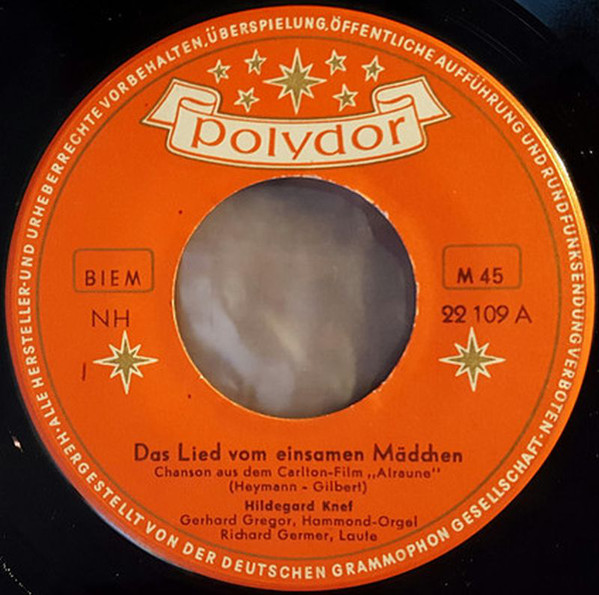 ALLE HERSTELLER-UND URHEBERRECHTE VORBEHALTEN, ÜBERSPIELUNG, ÖFFENTLICHE AUFFÜHRUNG UND RUNDFUNKSENDUNG VERBOTEN·
polydor
BIEM
M 45
NH
22 109 A
I
Das Lied vom einsamen Mädchen
Chanson aus dem Carlton-Film „Alraune"
(Heymann - Gilbert)
Hildegard Knef
Gerhard Gregor, Hammond-Orgel
Richard Germer, Laute
HERGESTELLT VON DER DEUTSCHEN GRAMMOPHON GESELLSCHAFT·